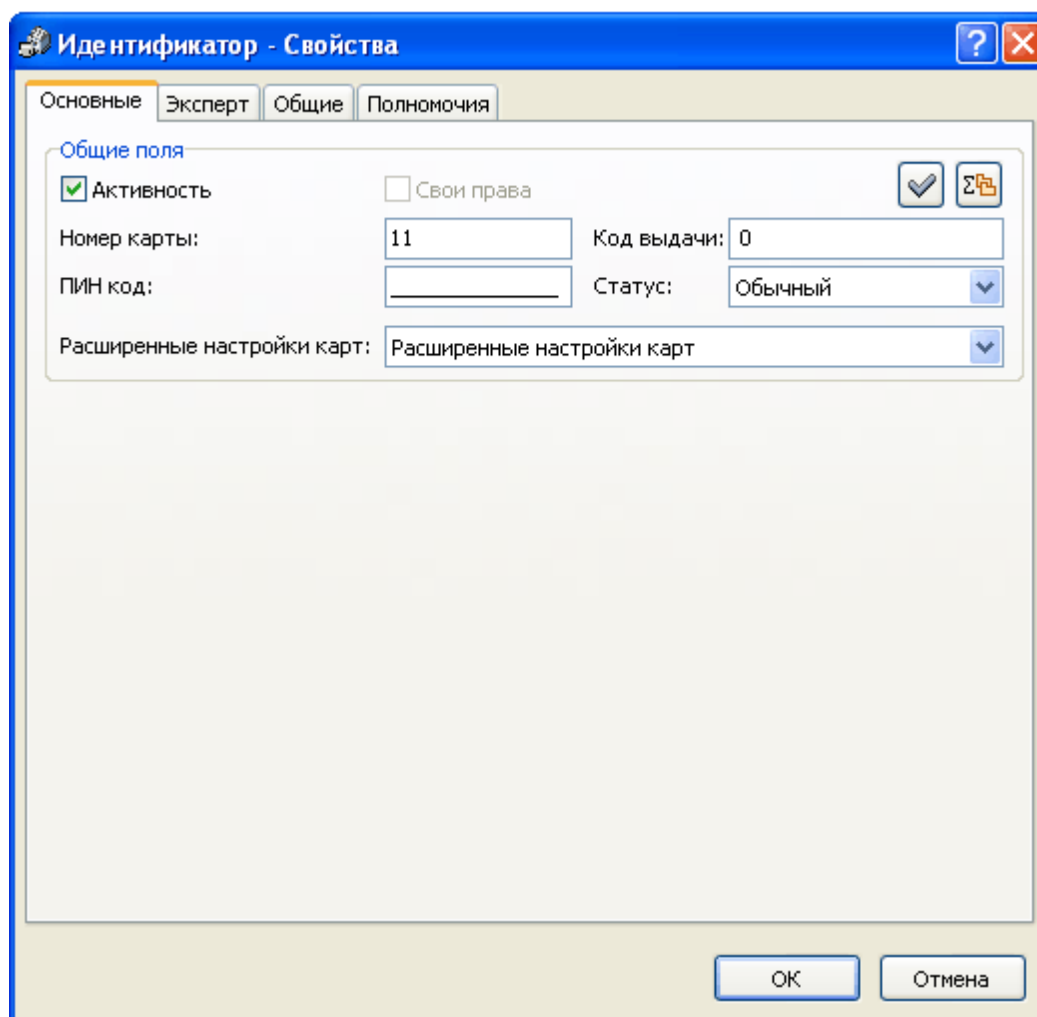 Идентификатор - Свойства
Основные Эксперт Общие Полномочия
Общие поля
Активность Свои права
Номер карты: 11 Код выдачи: 0
ПИН код: Статус: Обычный
Расширенные настройки карт: Расширенные настройки карт
ОК Отмена